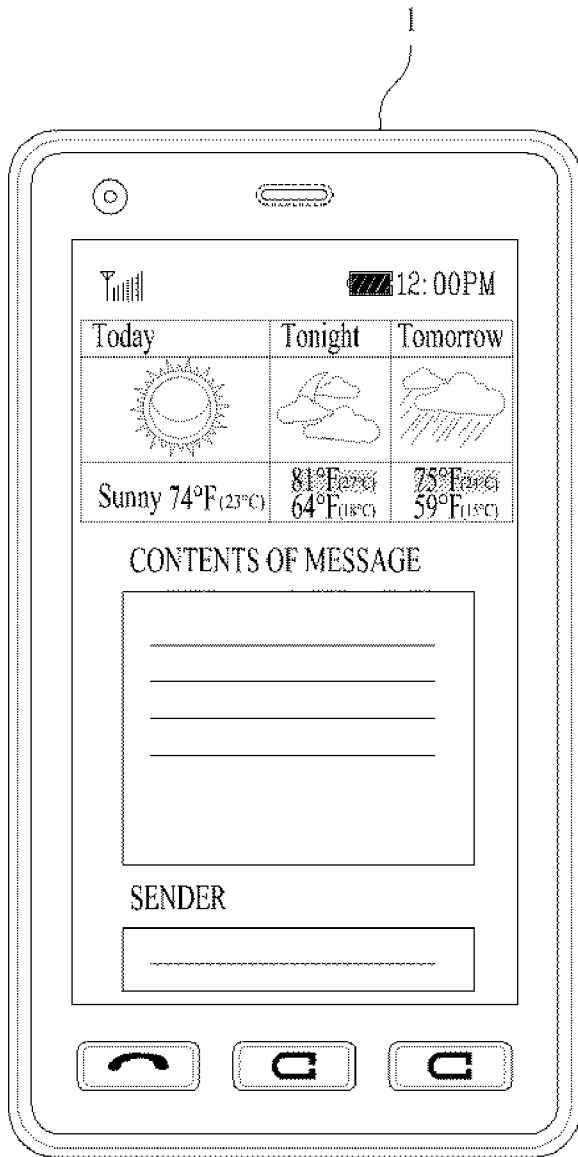 1
12:00PM
Today Tonight Tomorrow
Sunny 74°F(23°C)
81°F(27°C) 75°F(24°C)
64°F(18°C) 59°F(15°C)
CONTENTS OF MESSAGE
SENDER